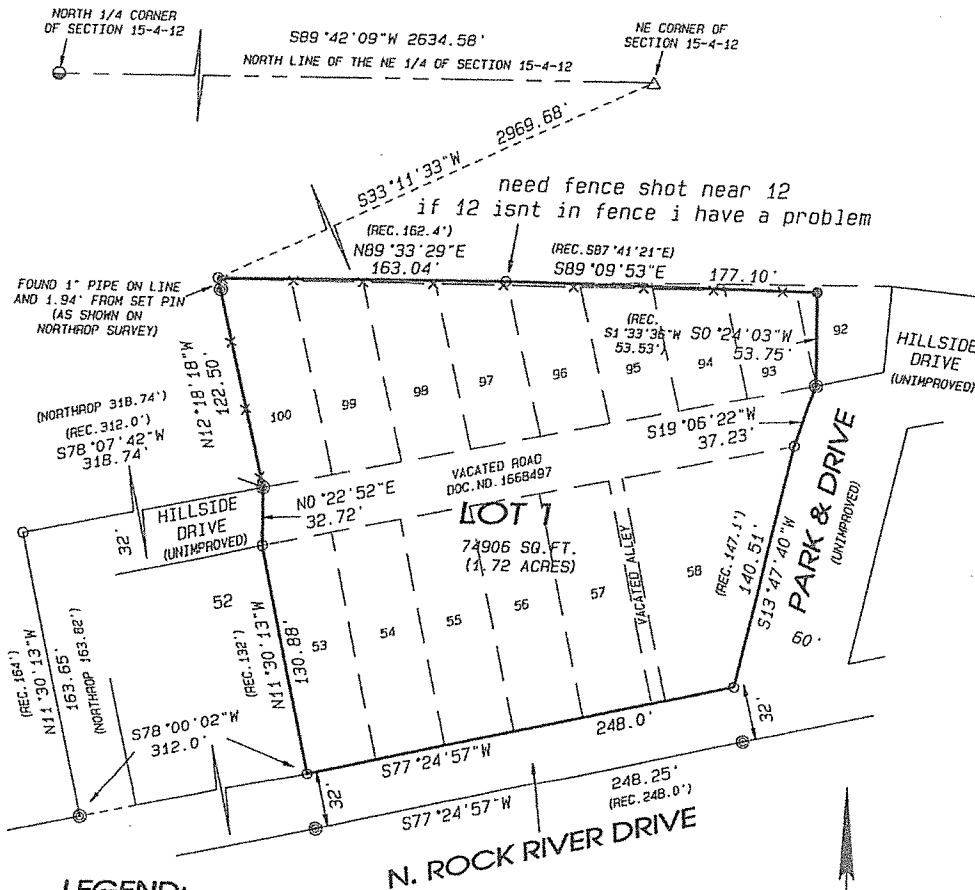 NORTH 1/4 CORNER
OF SECTION 15-4-12
S89°42'09"W 2634.58'
NORTH LINE OF THE NE 1/4 OF SECTION 15-4-12
NE CORNER OF
SECTION 15-4-12
S33°11'33"W
2969.68'
need fence shot near 12
if 12 isnt in fence i have a problem
(REC.162.4')
N89°33'29"E
163.04'
(REC.S87°41'21"E)
S89°09'53"E
177.10'
FOUND 1" PIPE ON LINE
AND 1.94' FROM SET PIN
(AS SHOWN ON
NORTHROP SURVEY)
(REC.
S1°33'35"W
53.53')
S0°24'03"W
53.75'
92
HILLSIDE
DRIVE
(UNIMPROVED)
N12°18'18"W
122.50'
100
99
98
97
96
95
94
93
(NORTHROP 318.74')
(REC.312.0')
S78°07'42"W
318.74'
S19°06'22"W
37.23'
VACATED ROAD
DOC.NO.1668497
32'
HILLSIDE
DRIVE
(UNIMPROVED)
N0°22'52"E
32.72'
LOT 1
74906 SQ.FT.
(1.72 ACRES)
VACATED ALLEY
(REC.147.1')
140.51'
S13°47'40"W
PARK & DRIVE
(UNIMPROVED)
60'
52
53
54
55
56
57
58
(REC.164')
N11°30'13"W
163.65'
(NORTHROP 163.82')
(REC.132')
N11°30'13"W
130.88'
S78°00'02"W
312.0'
S77°24'57"W
248.0'
32'
32'
S77°24'57"W
248.25'
(REC.248.0')
N. ROCK RIVER DRIVE
LEGEND: